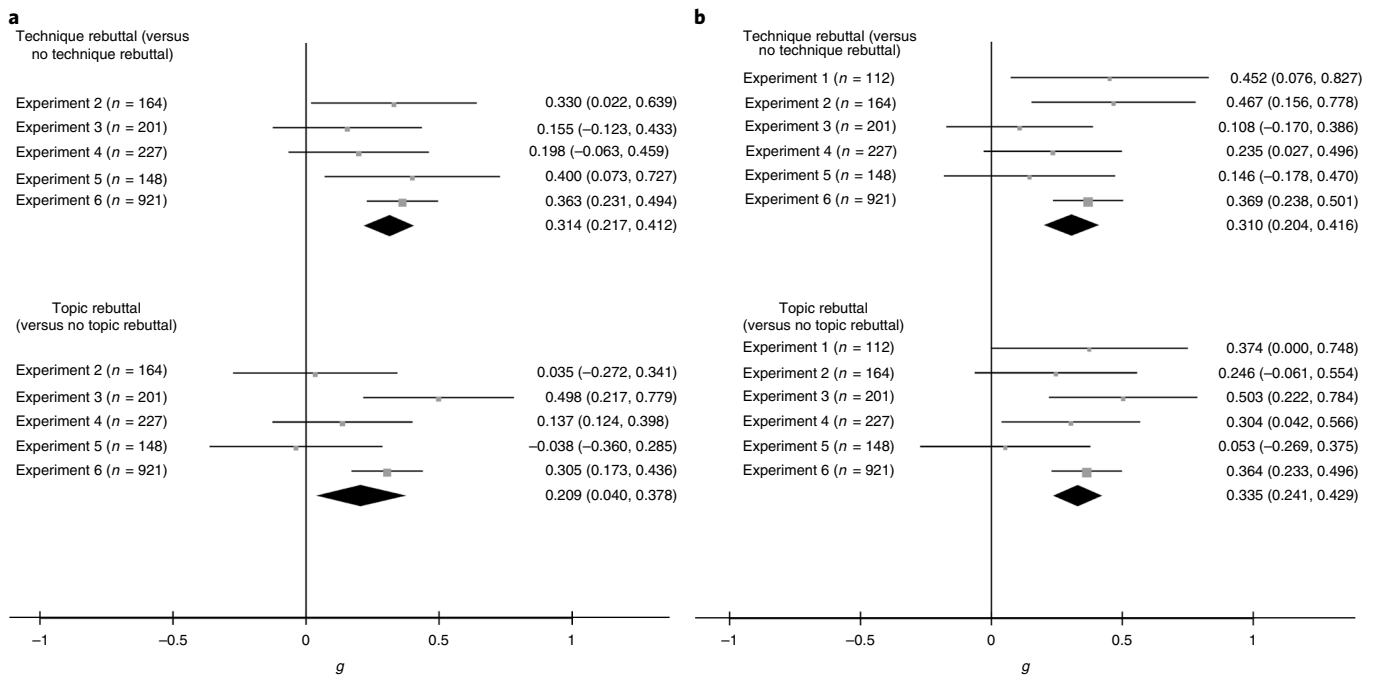 a
Technique rebuttal (versus
no technique rebuttal)
Experiment 2 (n = 164) 0.330 (0.022, 0.639)
Experiment 3 (n = 201) 0.155 (–0.123, 0.433)
Experiment 4 (n = 227) 0.198 (–0.063, 0.459)
Experiment 5 (n = 148) 0.400 (0.073, 0.727)
Experiment 6 (n = 921) 0.363 (0.231, 0.494)
0.314 (0.217, 0.412)
Topic rebuttal
(versus no topic rebuttal)
Experiment 2 (n = 164) 0.035 (–0.272, 0.341)
Experiment 3 (n = 201) 0.498 (0.217, 0.779)
Experiment 4 (n = 227) 0.137 (0.124, 0.398)
Experiment 5 (n = 148) –0.038 (–0.360, 0.285)
Experiment 6 (n = 921) 0.305 (0.173, 0.436)
0.209 (0.040, 0.378)
–1 –0.5 0 0.5 1
g
b
Technique rebuttal (versus
no technique rebuttal)
Experiment 1 (n = 112) 0.452 (0.076, 0.827)
Experiment 2 (n = 164) 0.467 (0.156, 0.778)
Experiment 3 (n = 201) 0.108 (–0.170, 0.386)
Experiment 4 (n = 227) 0.235 (0.027, 0.496)
Experiment 5 (n = 148) 0.146 (–0.178, 0.470)
Experiment 6 (n = 921) 0.369 (0.238, 0.501)
0.310 (0.204, 0.416)
Topic rebuttal
(versus no topic rebuttal)
Experiment 1 (n = 112) 0.374 (0.000, 0.748)
Experiment 2 (n = 164) 0.246 (–0.061, 0.554)
Experiment 3 (n = 201) 0.503 (0.222, 0.784)
Experiment 4 (n = 227) 0.304 (0.042, 0.566)
Experiment 5 (n = 148) 0.053 (–0.269, 0.375)
Experiment 6 (n = 921) 0.364 (0.233, 0.496)
0.335 (0.241, 0.429)
–1 –0.5 0 0.5 1
g